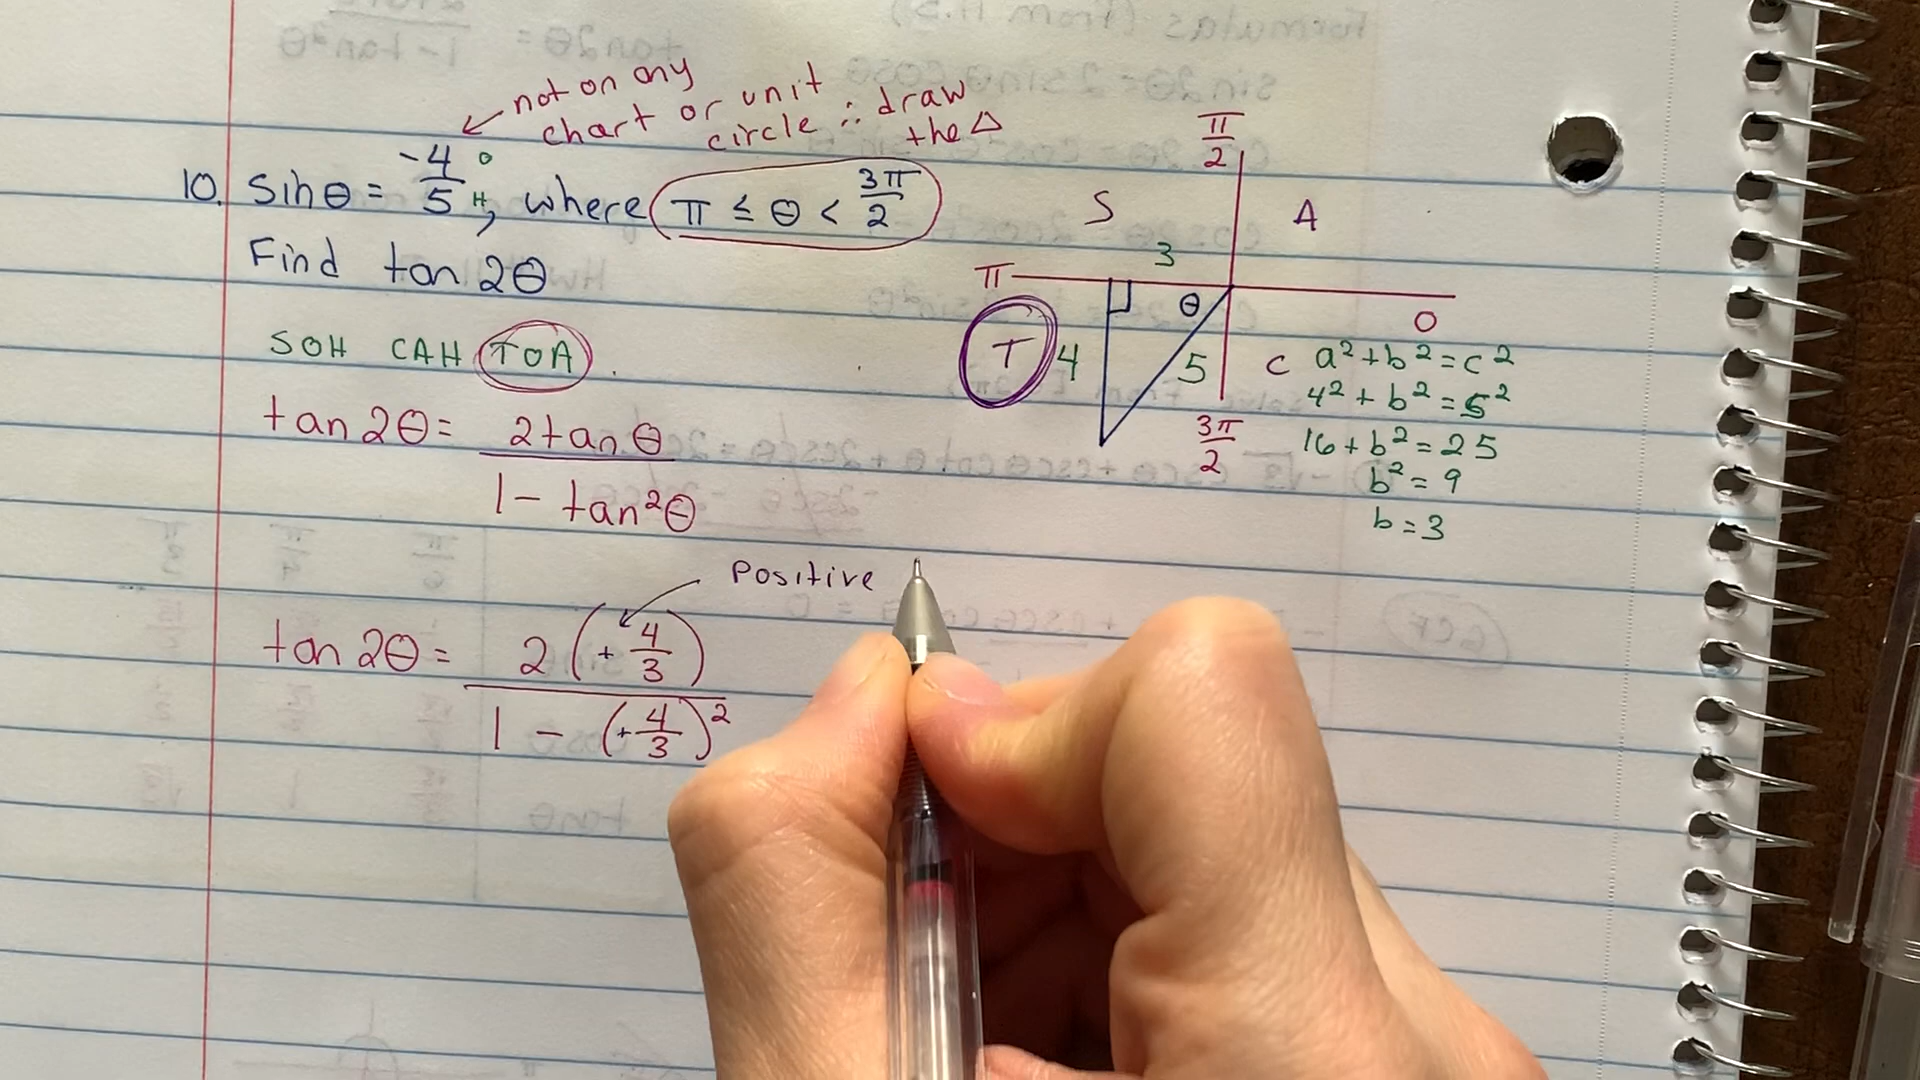 not on any
chart or unit
circle ∴ draw
the △
10. sinθ = -4/5 O H, where π ≤ θ < 3π/2
Find tan 2θ
SOH CAH TOA .
tan 2θ = 2tan θ / 1 - tan²θ
Positive
tan 2θ = 2 (+ 4/3) / 1 - (+ 4/3)²
π/2
S A
3
π θ 0
T 4 5 C
3π/2
a² + b² = c²
4² + b² = 5²
16 + b² = 25
b² = 9
b = 3